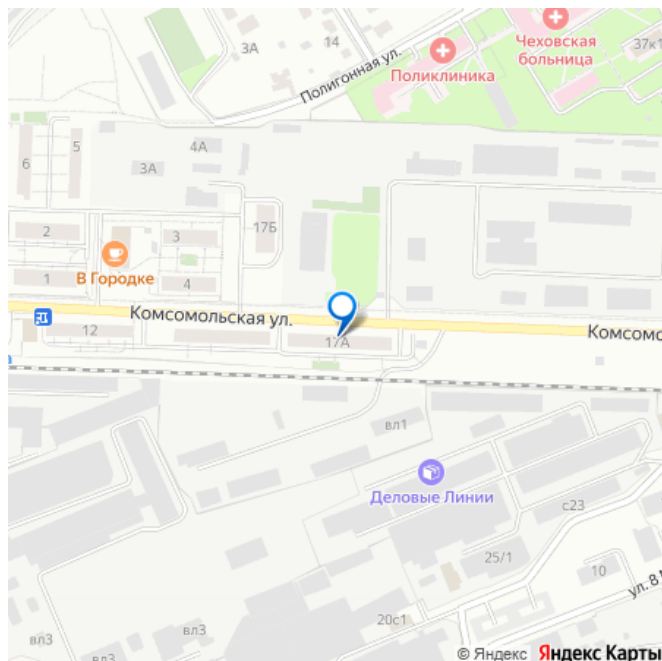 3А
14
Полигонная ул.
Поликлиника
Чеховская
больница
37к1
6
5
4А
3А
2
3
17Б
1
В Городке
4
Комсомольская ул.
12
17А
Комсомо
а
вл1
Деловые Линии
с23
25/1
10
ул. 8 М
20с1
вл3
вл3
вл3
© Яндекс Яндекс Карты